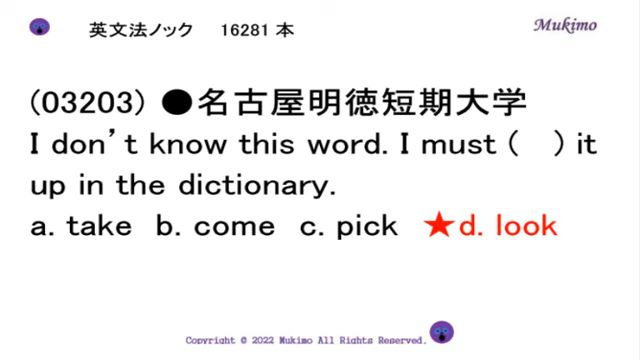 英文法ノック 16281 本
Mukimo
(03203) ●名古屋明徳短期大学
I don't know this word. I must ( ) it
up in the dictionary.
a. take b. come c. pick ★d. look
Copyright © 2022 Mukimo All Rights Reserved.